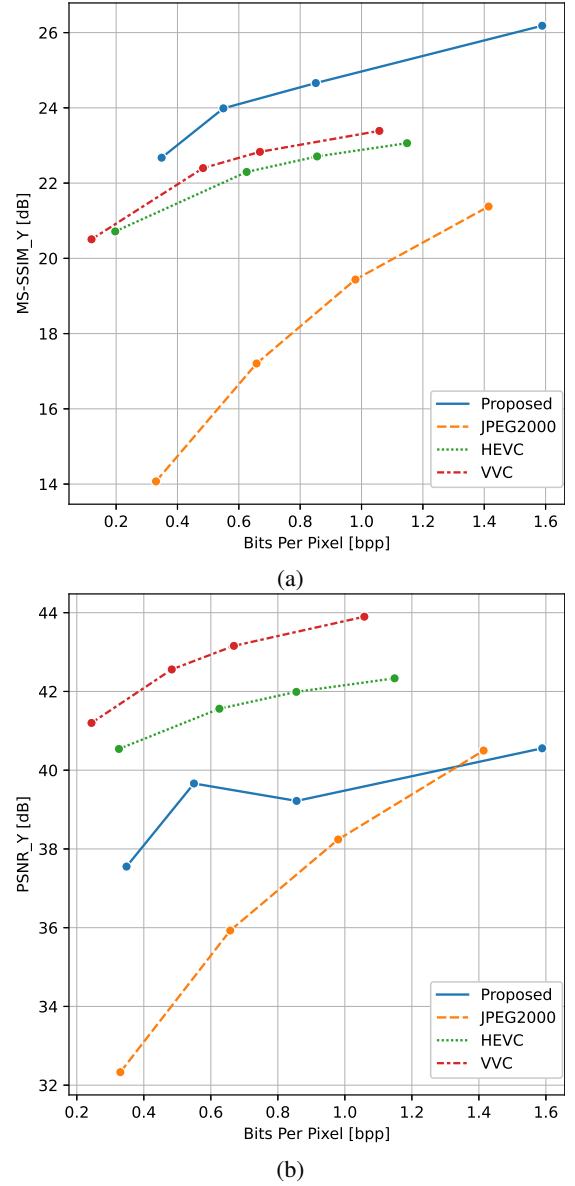 26
24
22
20
18
16
14
MS-SSIM_Y [dB]
Proposed
JPEG2000
HEVC
VVC
0.2 0.4 0.6 0.8 1.0 1.2 1.4 1.6
Bits Per Pixel [bpp]
(a)
44
42
40
38
36
34
32
PSNR_Y [dB]
Proposed
JPEG2000
HEVC
VVC
0.2 0.4 0.6 0.8 1.0 1.2 1.4 1.6
Bits Per Pixel [bpp]
(b)